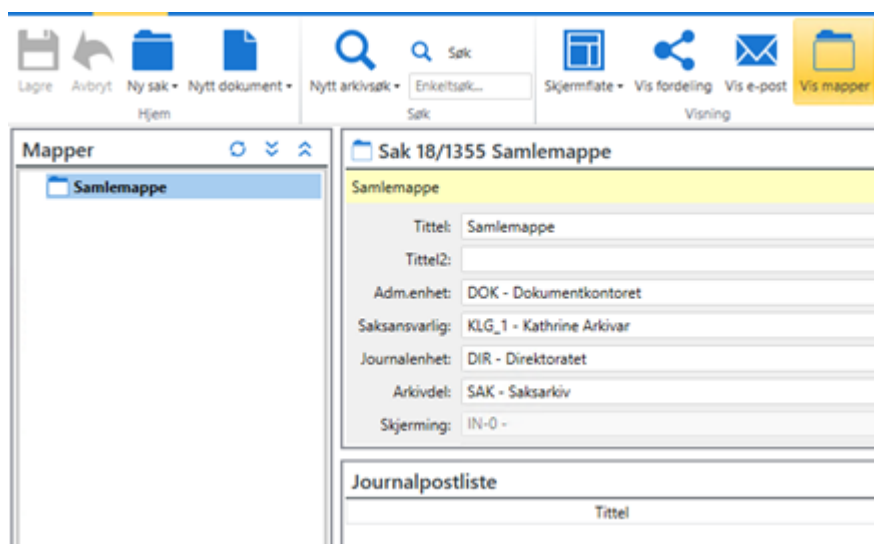 Lagre Avbryt Ny sak Nytt dokument Nytt arkivsøk Søk Enkeltsøk... Skjermflate Vis fordeling Vis e-post Vis mapper
Hjem Søk Visning
Mapper
Samlemappe
Sak 18/1355 Samlemappe
Samlemappe
Tittel: Samlemappe
Tittel2:
Adm.enhet: DOK - Dokumentkontoret
Saksansvarlig: KLG_1 - Kathrine Arkivar
Journalenhet: DIR - Direktoratet
Arkivdel: SAK - Saksarkiv
Skjerming: IN-0 -
Journalpostliste
Tittel